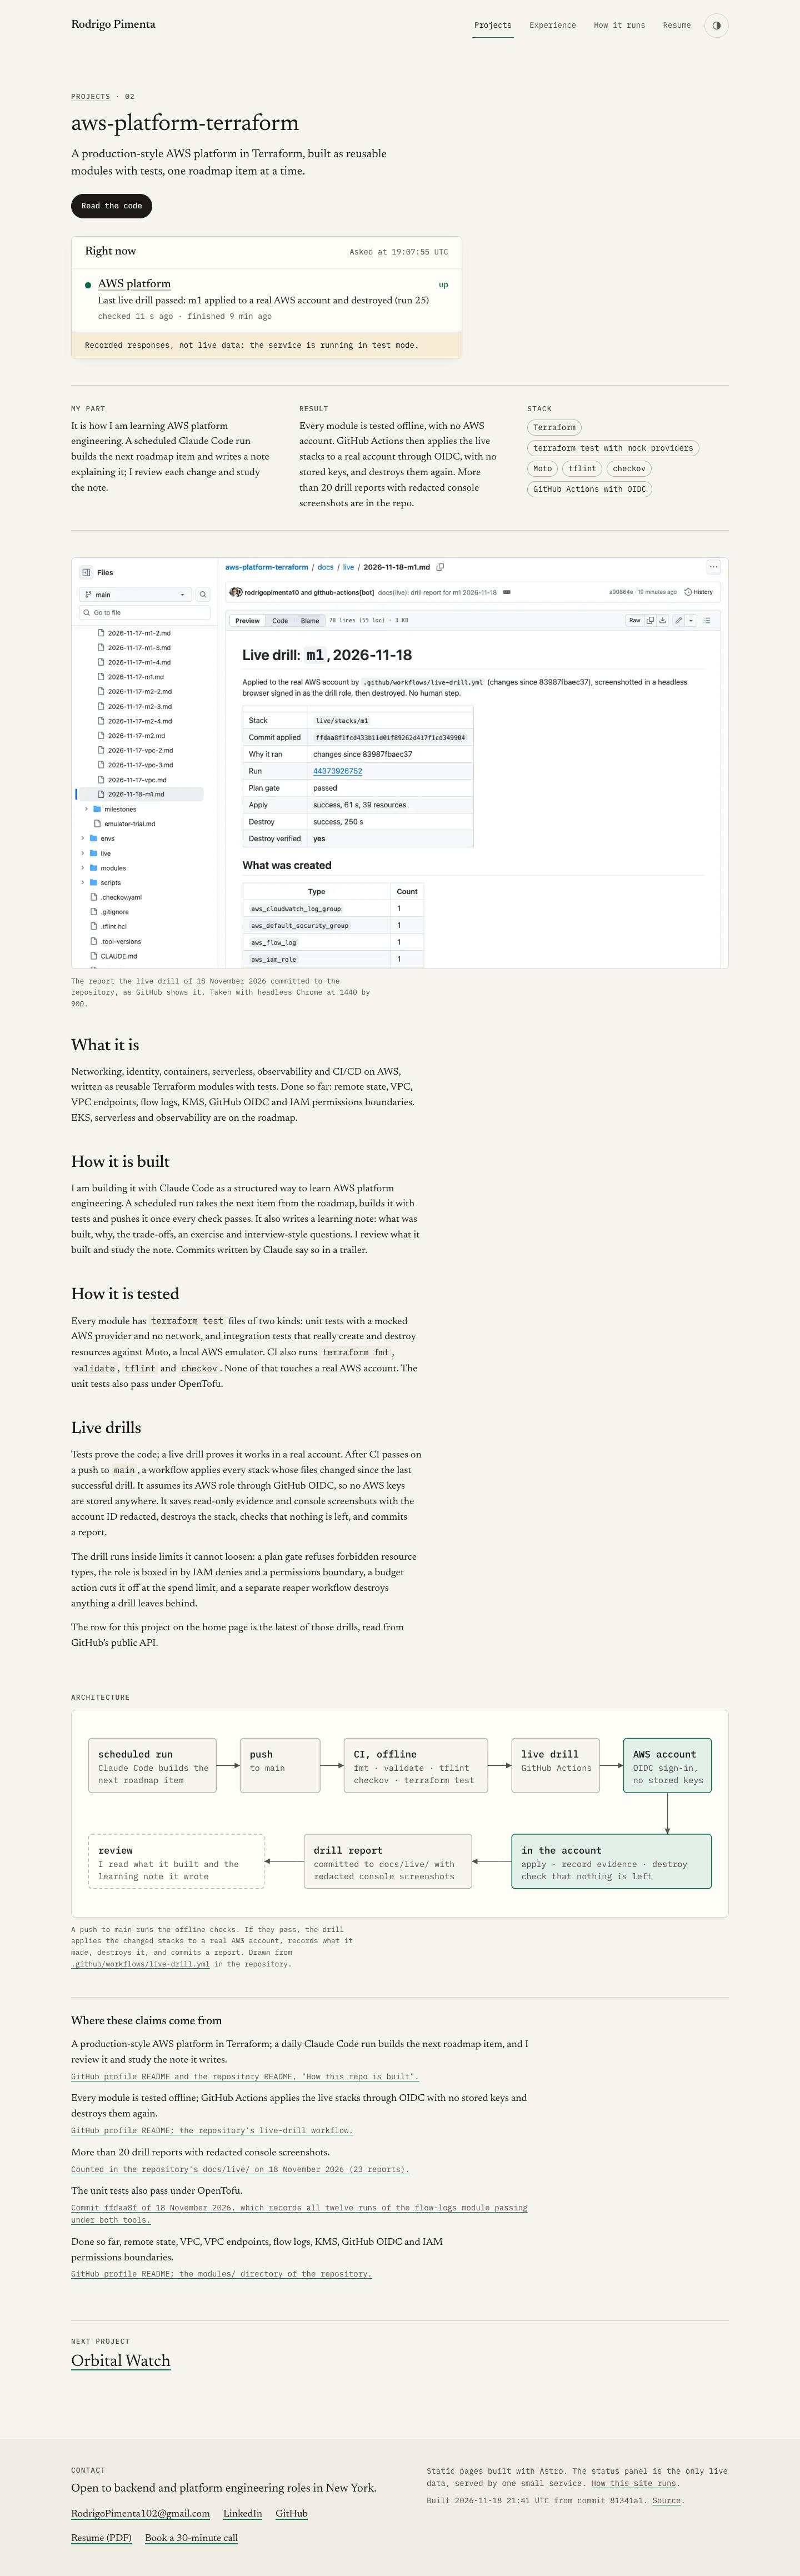 Rodrigo Pimenta
Projects Experience How it runs Resume
PROJECTS · 02
aws-platform-terraform
A production-style AWS platform in Terraform, built as reusable
modules with tests, one roadmap item at a time.
Read the code
Right now Asked at 19:07:55 UTC
AWS platform up
Last live drill passed: m1 applied to a real AWS account and destroyed (run 25)
checked 11 s ago · finished 9 min ago
Recorded responses, not live data: the service is running in test mode.
MY PART
It is how I am learning AWS platform
engineering. A scheduled Claude Code run
builds the next roadmap item and writes a note
explaining it; I review each change and study
the note.
RESULT
Every module is tested offline, with no AWS
account. GitHub Actions then applies the live
stacks to a real account through OIDC, with no
stored keys, and destroys them again. More
than 20 drill reports with redacted console
screenshots are in the repo.
STACK
Terraform
terraform test with mock providers
Moto tflint checkov
GitHub Actions with OIDC
Files
main
Go to file
2026-11-17-m1-2.md
2026-11-17-m1-3.md
2026-11-17-m1-4.md
2026-11-17-m1.md
2026-11-17-m2-2.md
2026-11-17-m2-3.md
2026-11-17-m2-4.md
2026-11-17-m2.md
2026-11-17-vpc-2.md
2026-11-17-vpc-3.md
2026-11-17-vpc.md
2026-11-18-m1.md
milestones
emulator-trial.md
envs
live
modules
scripts
.checkov.yaml
.gitignore
.tflint.hcl
.tool-versions
CLAUDE.md
aws-platform-terraform / docs / live / 2026-11-18-m1.md
rodrigopimenta10 and github-actions[bot] docs(live): drill report for m1 2026-11-18 a90864e · 19 minutes ago History
Preview Code Blame 78 lines (55 loc) · 3 KB Raw
Live drill: m1, 2026-11-18
Applied to the real AWS account by .github/workflows/live-drill.yml (changes since 83987fbaec37), screenshotted in a headless
browser signed in as the drill role, then destroyed. No human step.
Stack live/stacks/m1
Commit applied ffdaa8f1fcd433b11d01f89262d417f1cd349904
Why it ran changes since 83987fbaec37
Run 44373926752
Plan gate passed
Apply success, 61 s, 39 resources
Destroy success, 250 s
Destroy verified yes
What was created
Type Count
aws_cloudwatch_log_group 1
aws_default_security_group 1
aws_flow_log 1
aws_iam_role 1
The report the live drill of 18 November 2026 committed to the
repository, as GitHub shows it. Taken with headless Chrome at 1440 by
900.
What it is
Networking, identity, containers, serverless, observability and CI/CD on AWS,
written as reusable Terraform modules with tests. Done so far: remote state, VPC,
VPC endpoints, flow logs, KMS, GitHub OIDC and IAM permissions boundaries.
EKS, serverless and observability are on the roadmap.
How it is built
I am building it with Claude Code as a structured way to learn AWS platform
engineering. A scheduled run takes the next item from the roadmap, builds it with
tests and pushes it once every check passes. It also writes a learning note: what was
built, why, the trade-offs, an exercise and interview-style questions. I review what it
built and study the note. Commits written by Claude say so in a trailer.
How it is tested
Every module has terraform test files of two kinds: unit tests with a mocked
AWS provider and no network, and integration tests that really create and destroy
resources against Moto, a local AWS emulator. CI also runs terraform fmt,
validate, tflint and checkov. None of that touches a real AWS account. The
unit tests also pass under OpenTofu.
Live drills
Tests prove the code; a live drill proves it works in a real account. After CI passes on
a push to main, a workflow applies every stack whose files changed since the last
successful drill. It assumes its AWS role through GitHub OIDC, so no AWS keys
are stored anywhere. It saves read-only evidence and console screenshots with the
account ID redacted, destroys the stack, checks that nothing is left, and commits
a report.
The drill runs inside limits it cannot loosen: a plan gate refuses forbidden resource
types, the role is boxed in by IAM denies and a permissions boundary, a budget
action cuts it off at the spend limit, and a separate reaper workflow destroys
anything a drill leaves behind.
The row for this project on the home page is the latest of those drills, read from
GitHub's public API.
ARCHITECTURE
scheduled run
Claude Code builds the
next roadmap item
push
to main
CI, offline
fmt · validate · tflint
checkov · terraform test
live drill
GitHub Actions
AWS account
OIDC sign-in,
no stored keys
review
I read what it built and the
learning note it wrote
drill report
committed to docs/live/ with
redacted console screenshots
in the account
apply · record evidence · destroy
check that nothing is left
A push to main runs the offline checks. If they pass, the drill
applies the changed stacks to a real AWS account, records what it
made, destroys it, and commits a report. Drawn from
.github/workflows/live-drill.yml in the repository.
Where these claims come from
A production-style AWS platform in Terraform; a daily Claude Code run builds the next roadmap item, and I
review it and study the note it writes.
GitHub profile README and the repository README, "How this repo is built".
Every module is tested offline; GitHub Actions applies the live stacks through OIDC with no stored keys and
destroys them again.
GitHub profile README; the repository's live-drill workflow.
More than 20 drill reports with redacted console screenshots.
Counted in the repository's docs/live/ on 18 November 2026 (23 reports).
The unit tests also pass under OpenTofu.
Commit ffdaa8f of 18 November 2026, which records all twelve runs of the flow-logs module passing
under both tools.
Done so far, remote state, VPC, VPC endpoints, flow logs, KMS, GitHub OIDC and IAM
permissions boundaries.
GitHub profile README; the modules/ directory of the repository.
NEXT PROJECT
Orbital Watch
CONTACT
Open to backend and platform engineering roles in New York.
RodrigoPimenta102@gmail.com LinkedIn GitHub
Resume (PDF) Book a 30-minute call
Static pages built with Astro. The status panel is the only live
data, served by one small service. How this site runs.
Built 2026-11-18 21:41 UTC from commit 81341a1. Source.